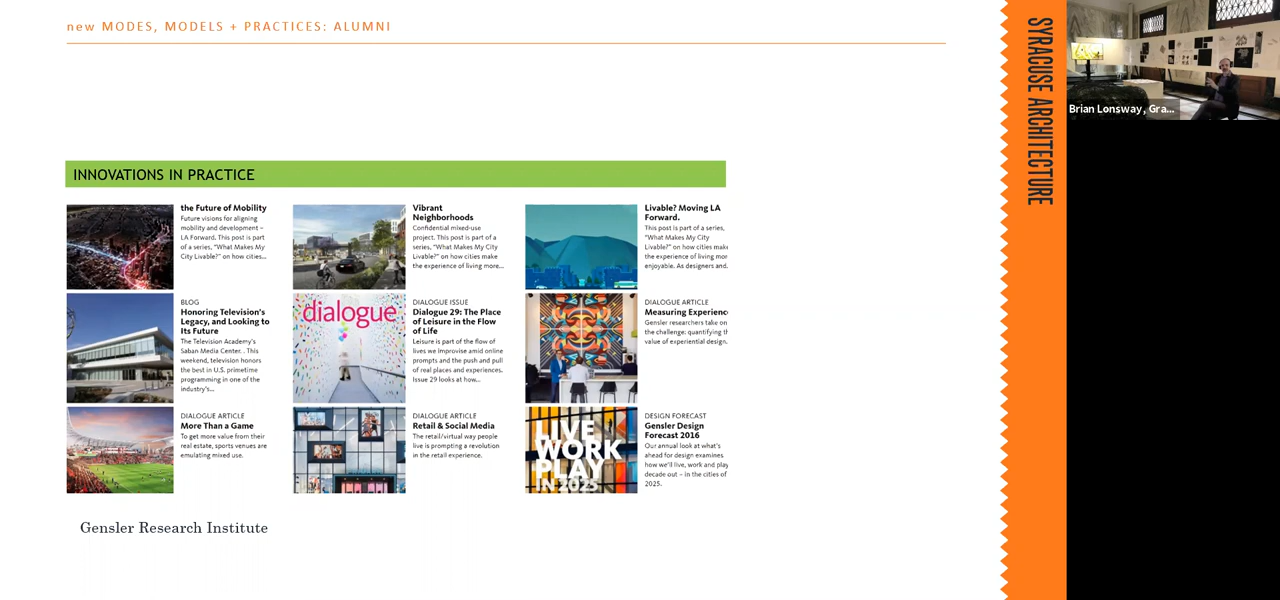 new MODES, MODELS + PRACTICES: ALUMNI
INNOVATIONS IN PRACTICE
the Future of Mobility
Future visions for aligning
mobility and development –
LA Forward. This post is part
of a series, "What Makes My
City Livable?" on how cities...
Vibrant
Neighborhoods
Confidential mixed-use
project. This post is part of a
series, "What Makes My City
Livable?" on how cities make
the experience of living more...
Livable? Moving LA
Forward.
This post is part of a series,
"What Makes My City
Livable?" on how cities make
the experience of living mor
enjoyable. As designers and.
BLOG
Honoring Television's
Legacy, and Looking to
Its Future
The Television Academy's
Saban Media Center. . This
weekend, television honors
the best in U.S. primetime
programming in one of the
industry's...
dialogue
DIALOGUE ISSUE
Dialogue 29: The Place
of Leisure in the Flow
of Life
Leisure is part of the flow of
lives we improvise amid online
prompts and the push and pull
of real places and experiences.
Issue 29 looks at how...
DIALOGUE ARTICLE
Measuring Experienc
Gensler researchers take on
the challenge: quantifying th
value of experiential design.
DIALOGUE ARTICLE
More Than a Game
To get more value from their
real estate, sports venues are
emulating mixed use.
DIALOGUE ARTICLE
Retail & Social Media
The retail/virtual way people
live is prompting a revolution
in the retail experience.
LIVE
WORK
PLAY
IN 2025
DESIGN FORECAST
Gensler Design
Forecast 2016
Our annual look at what's
ahead for design examines
how we'll live, work and play
decade out – in the cities of
2025.
Gensler Research Institute
SYRACUSE ARCHITECTURE
Brian Lonsway, Gra...